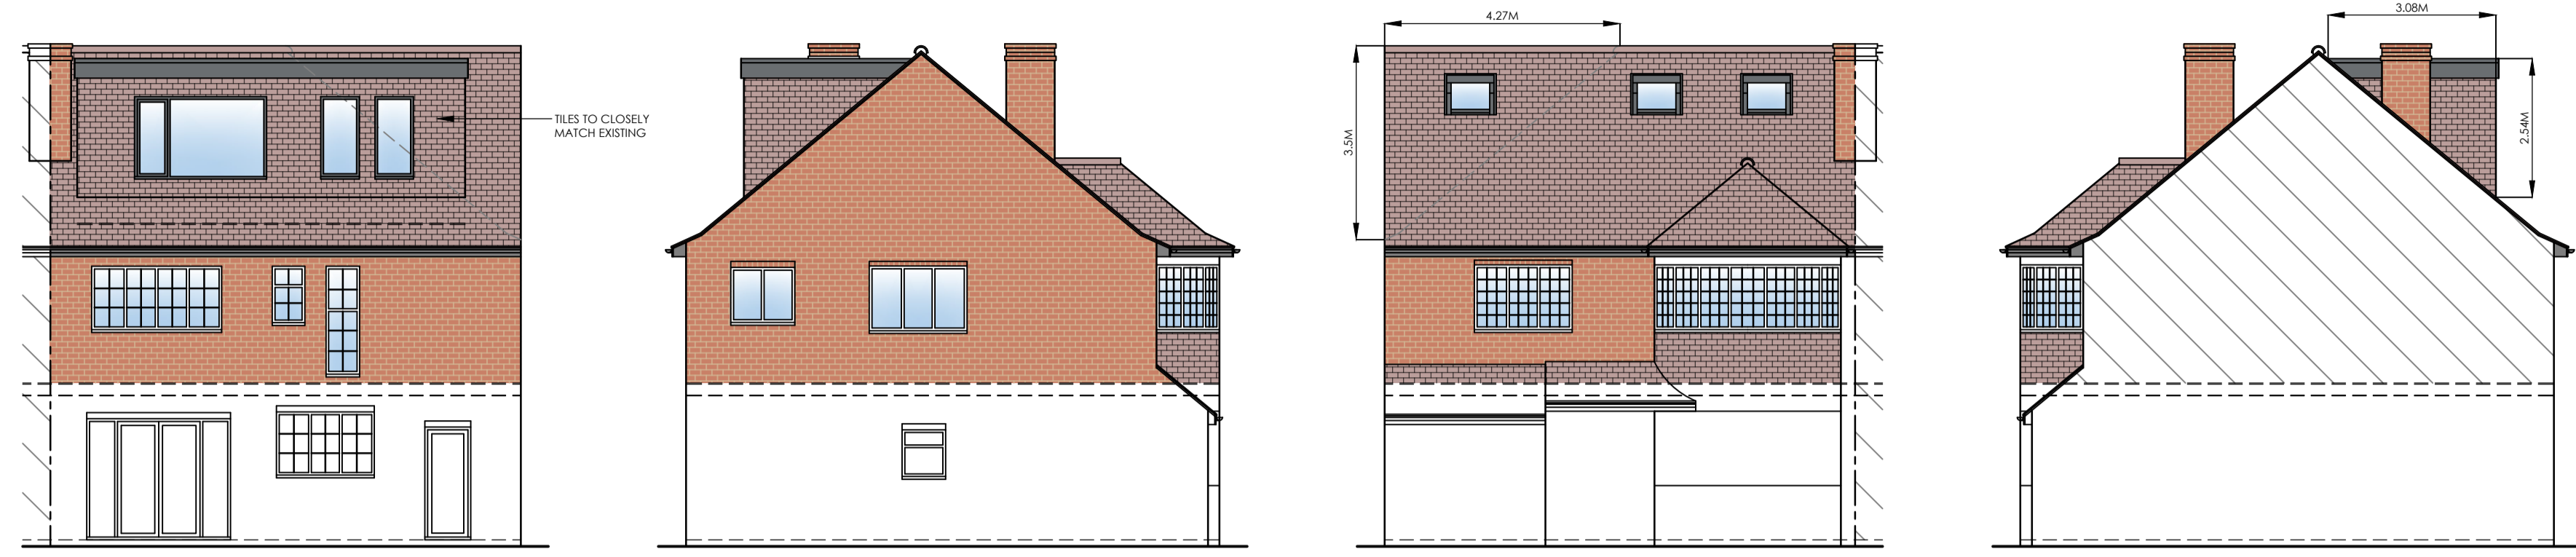 TILES TO CLOSELY
MATCH EXISTING
4.27M
3.5M
3.08M
2.54M